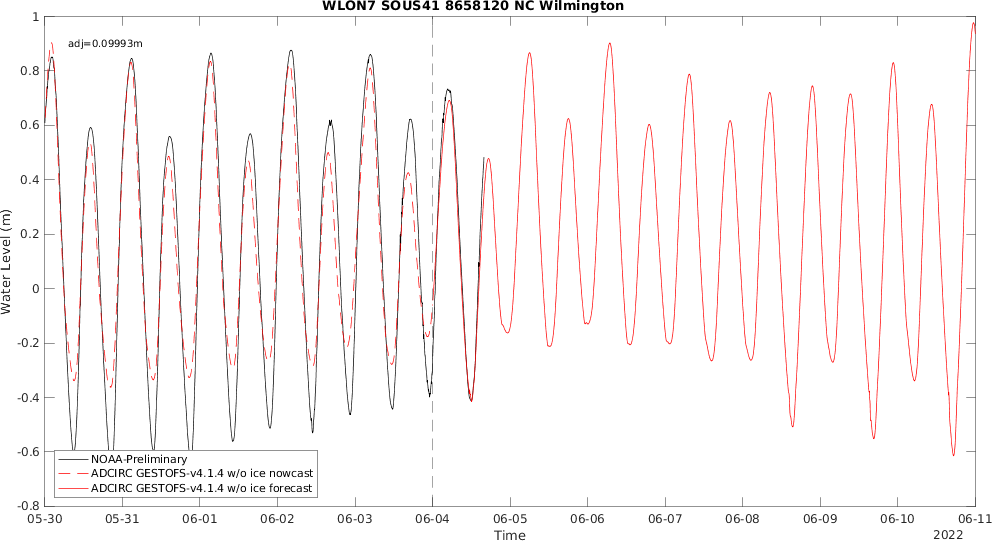 WLON7 SOUS41 8658120 NC Wilmington
adj=0.09993m
1
0.8
0.6
0.4
0.2
0
-0.2
-0.4
-0.6
-0.8
Water Level (m)
NOAA-Preliminary
ADCIRC GESTOFS-v4.1.4 w/o ice nowcast
ADCIRC GESTOFS-v4.1.4 w/o ice forecast
05-30 05-31 06-01 06-02 06-03 06-04 06-05 06-06 06-07 06-08 06-09 06-10 06-11
Time
2022